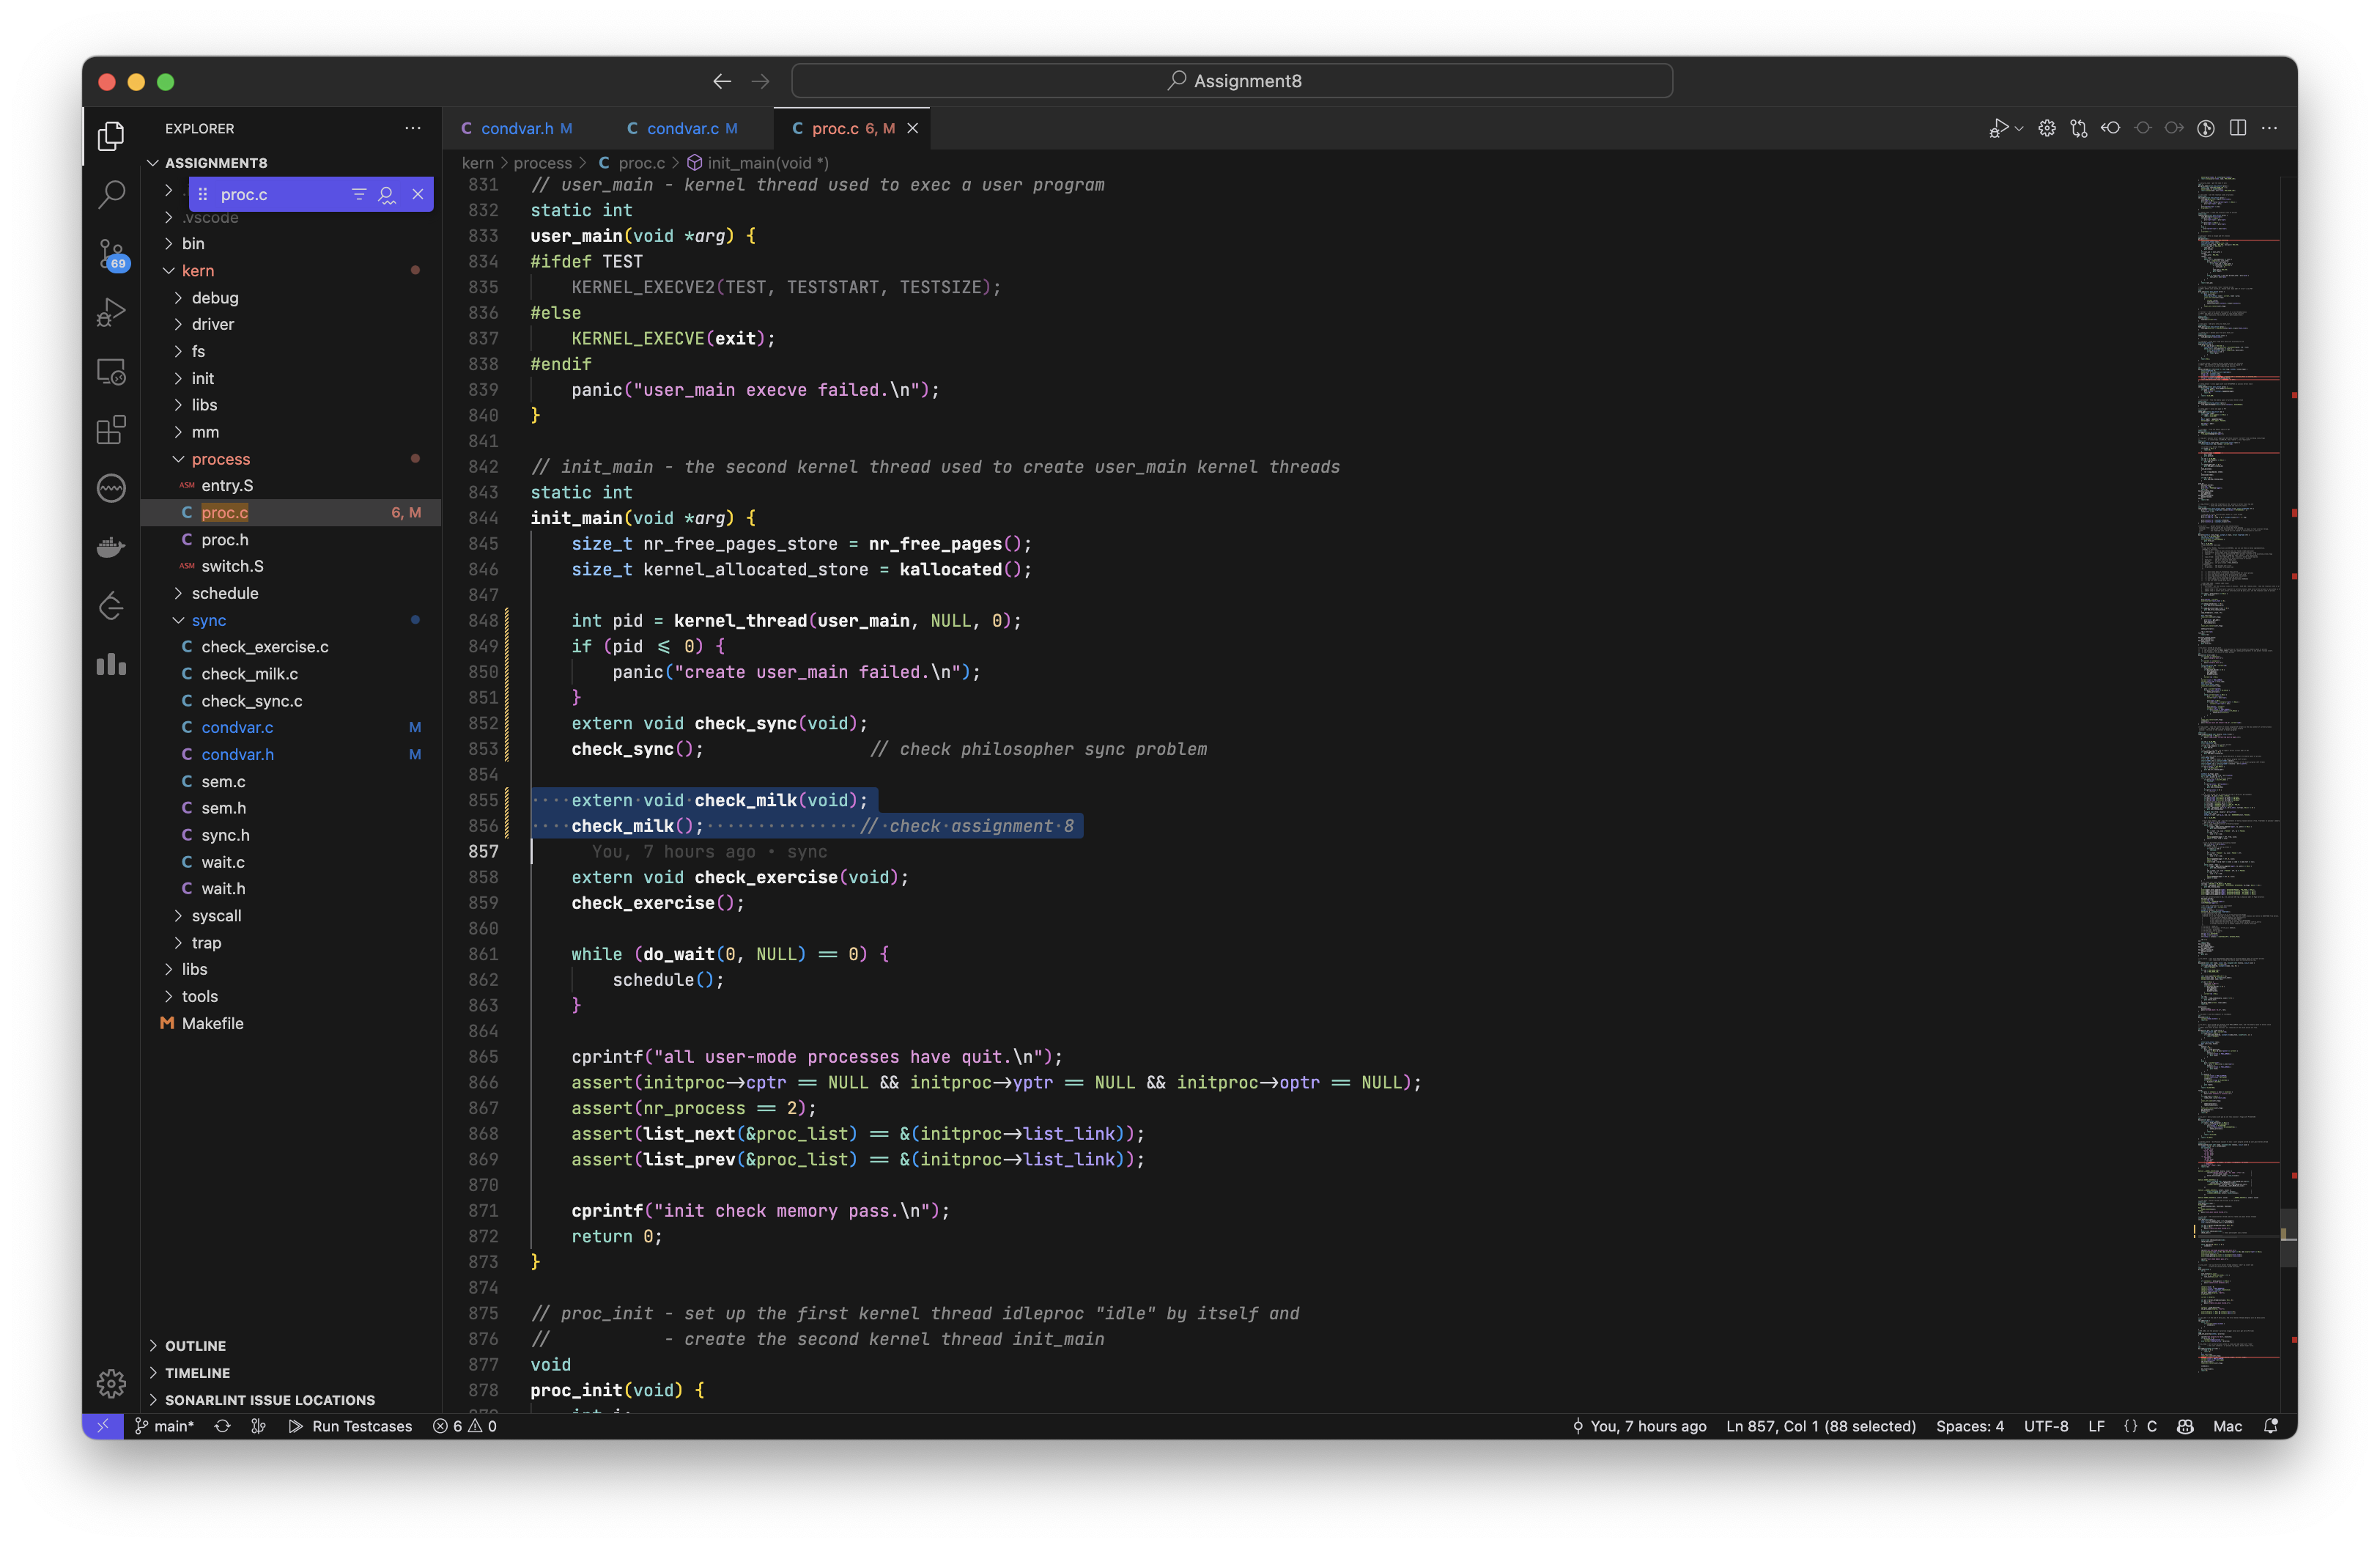 Assignment8
EXPLORER
condvar.h M
condvar.c M
proc.c 6, M
ASSIGNMENT8
kern > process > C proc.c > init_main(void *)
proc.c
.vscode
bin
kern
debug
driver
fs
init
libs
mm
process
ASM entry.S
C proc.c 6, M
C proc.h
ASM switch.S
schedule
sync
C check_exercise.c
C check_milk.c
C check_sync.c
C condvar.c M
C condvar.h M
C sem.c
C sem.h
C sync.h
C wait.c
C wait.h
syscall
trap
libs
tools
M Makefile
69
OUTLINE
TIMELINE
SONARLINT ISSUE LOCATIONS
831 // user_main - kernel thread used to exec a user program
832 static int
833 user_main(void *arg) {
834 #ifdef TEST
835     KERNEL_EXECVE2(TEST, TESTSTART, TESTSIZE);
836 #else
837     KERNEL_EXECVE(exit);
838 #endif
839     panic("user_main execve failed.\n");
840 }
841
842 // init_main - the second kernel thread used to create user_main kernel threads
843 static int
844 init_main(void *arg) {
845     size_t nr_free_pages_store = nr_free_pages();
846     size_t kernel_allocated_store = kallocated();
847
848     int pid = kernel_thread(user_main, NULL, 0);
849     if (pid <= 0) {
850         panic("create user_main failed.\n");
851     }
852     extern void check_sync(void);
853     check_sync();                // check philosopher sync problem
854
855     extern void check_milk(void);
856     check_milk();               // check assignment 8
857       You, 7 hours ago • sync
858     extern void check_exercise(void);
859     check_exercise();
860
861     while (do_wait(0, NULL) == 0) {
862         schedule();
863     }
864
865     cprintf("all user-mode processes have quit.\n");
866     assert(initproc->cptr == NULL && initproc->yptr == NULL && initproc->optr == NULL);
867     assert(nr_process == 2);
868     assert(list_next(&proc_list) == &(initproc->list_link));
869     assert(list_prev(&proc_list) == &(initproc->list_link));
870
871     cprintf("init check memory pass.\n");
872     return 0;
873 }
874
875 // proc_init - set up the first kernel thread idleproc "idle" by itself and
876 //           - create the second kernel thread init_main
877 void
878 proc_init(void) {
main* Run Testcases 6 0 You, 7 hours ago Ln 857, Col 1 (88 selected) Spaces: 4 UTF-8 LF {} C Mac